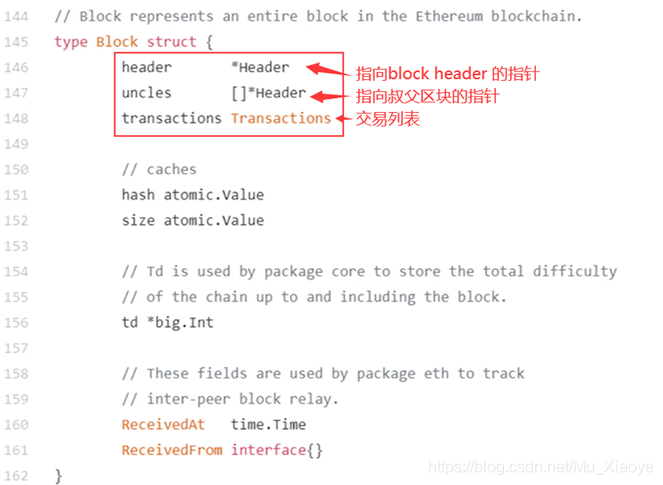 144 // Block represents an entire block in the Ethereum blockchain.
145 type Block struct {
146 header *Header 指向block header 的指针
147 uncles []*Header 指向叔父区块的指针
148 transactions Transactions 交易列表
149
150 // caches
151 hash atomic.Value
152 size atomic.Value
153
154 // Td is used by package core to store the total difficulty
155 // of the chain up to and including the block.
156 td *big.Int
157
158 // These fields are used by package eth to track
159 // inter-peer block relay.
160 ReceivedAt time.Time
161 ReceivedFrom interface{}
162 }
https://blog.csdn.net/Mu_Xiaoye